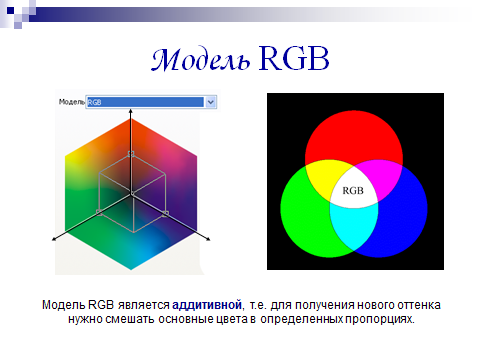 Модель RGB
Модель RGB
RGB
Модель RGB является аддитивной, т.е. для получения нового оттенка
нужно смешать основные цвета в определенных пропорциях.